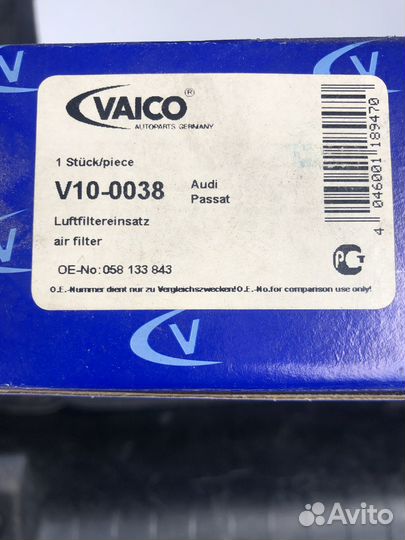 VAICO®
AUTOPARTS GERMANY
1 Stück/piece
V10-0038
Audi
Passat
Luftfiltereinsatz
air filter
OE-No: 058 133 843
O.E.-Nummer dient nur zu Vergleichszwecken!O.E.-No.for comparison use only!
4 046001 189470
PCT
V
V
V
Avito